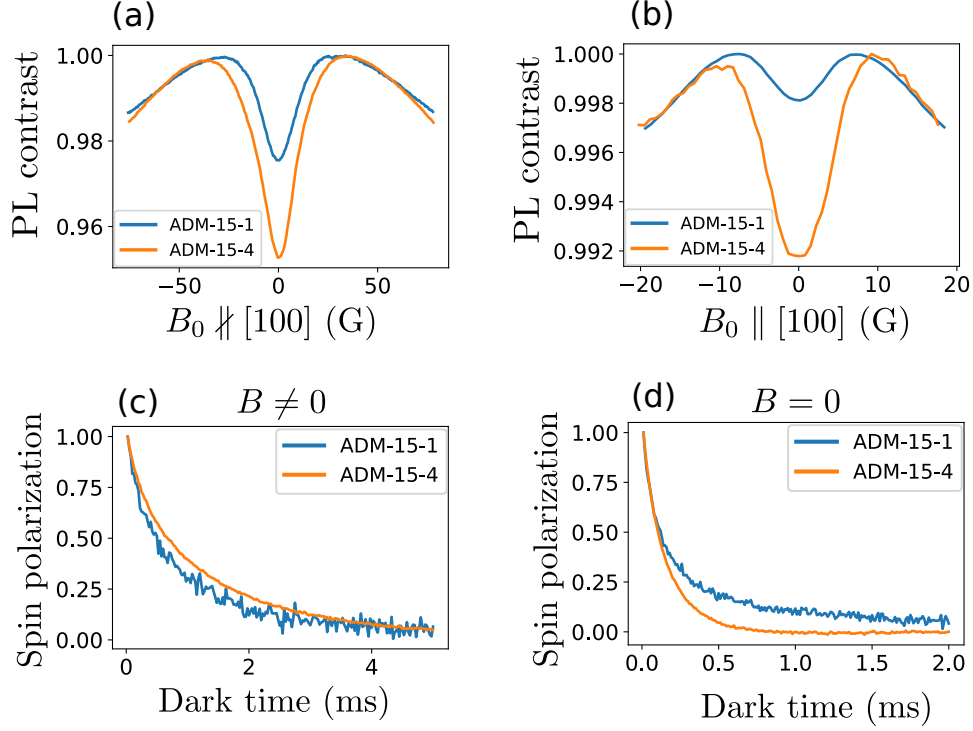 (a)
1.00
0.98
0.96
PL contrast
ADM-15-1
ADM-15-4
−50
0
50
B₀ ∦ [100] (G)
(b)
1.000
0.998
0.996
0.994
0.992
PL contrast
ADM-15-1
ADM-15-4
−20
−10
0
10
20
B₀ ∥ [100] (G)
(c)
B ≠ 0
1.00
0.75
0.50
0.25
0.00
Spin polarization
ADM-15-1
ADM-15-4
0
2
4
Dark time (ms)
(d)
B = 0
1.00
0.75
0.50
0.25
0.00
Spin polarization
ADM-15-1
ADM-15-4
0.0
0.5
1.0
1.5
2.0
Dark time (ms)